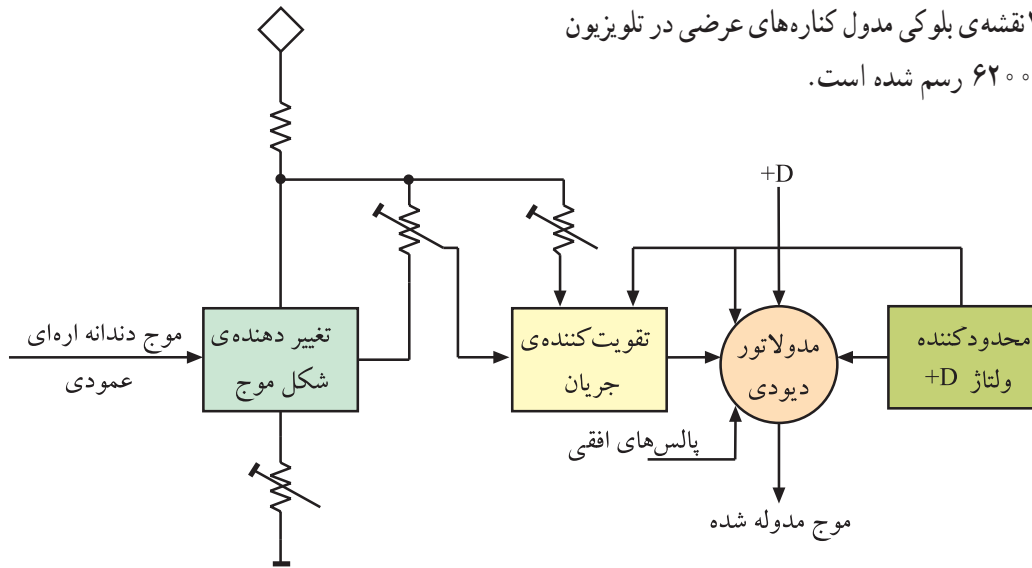 نقشه‌ی بلوکی مدول کناره‌های عرضی در تلویزیون
۶۲۰۰ رسم شده است.
+D
موج دندانه اره‌ای
عمودی
تغییر دهنده‌ی
شکل موج
تقویت‌کننده‌ی
جریان
مدولاتور
دیودی
محدودکننده
ولتاژ D+
پالس‌های افقی
موج مدوله شده